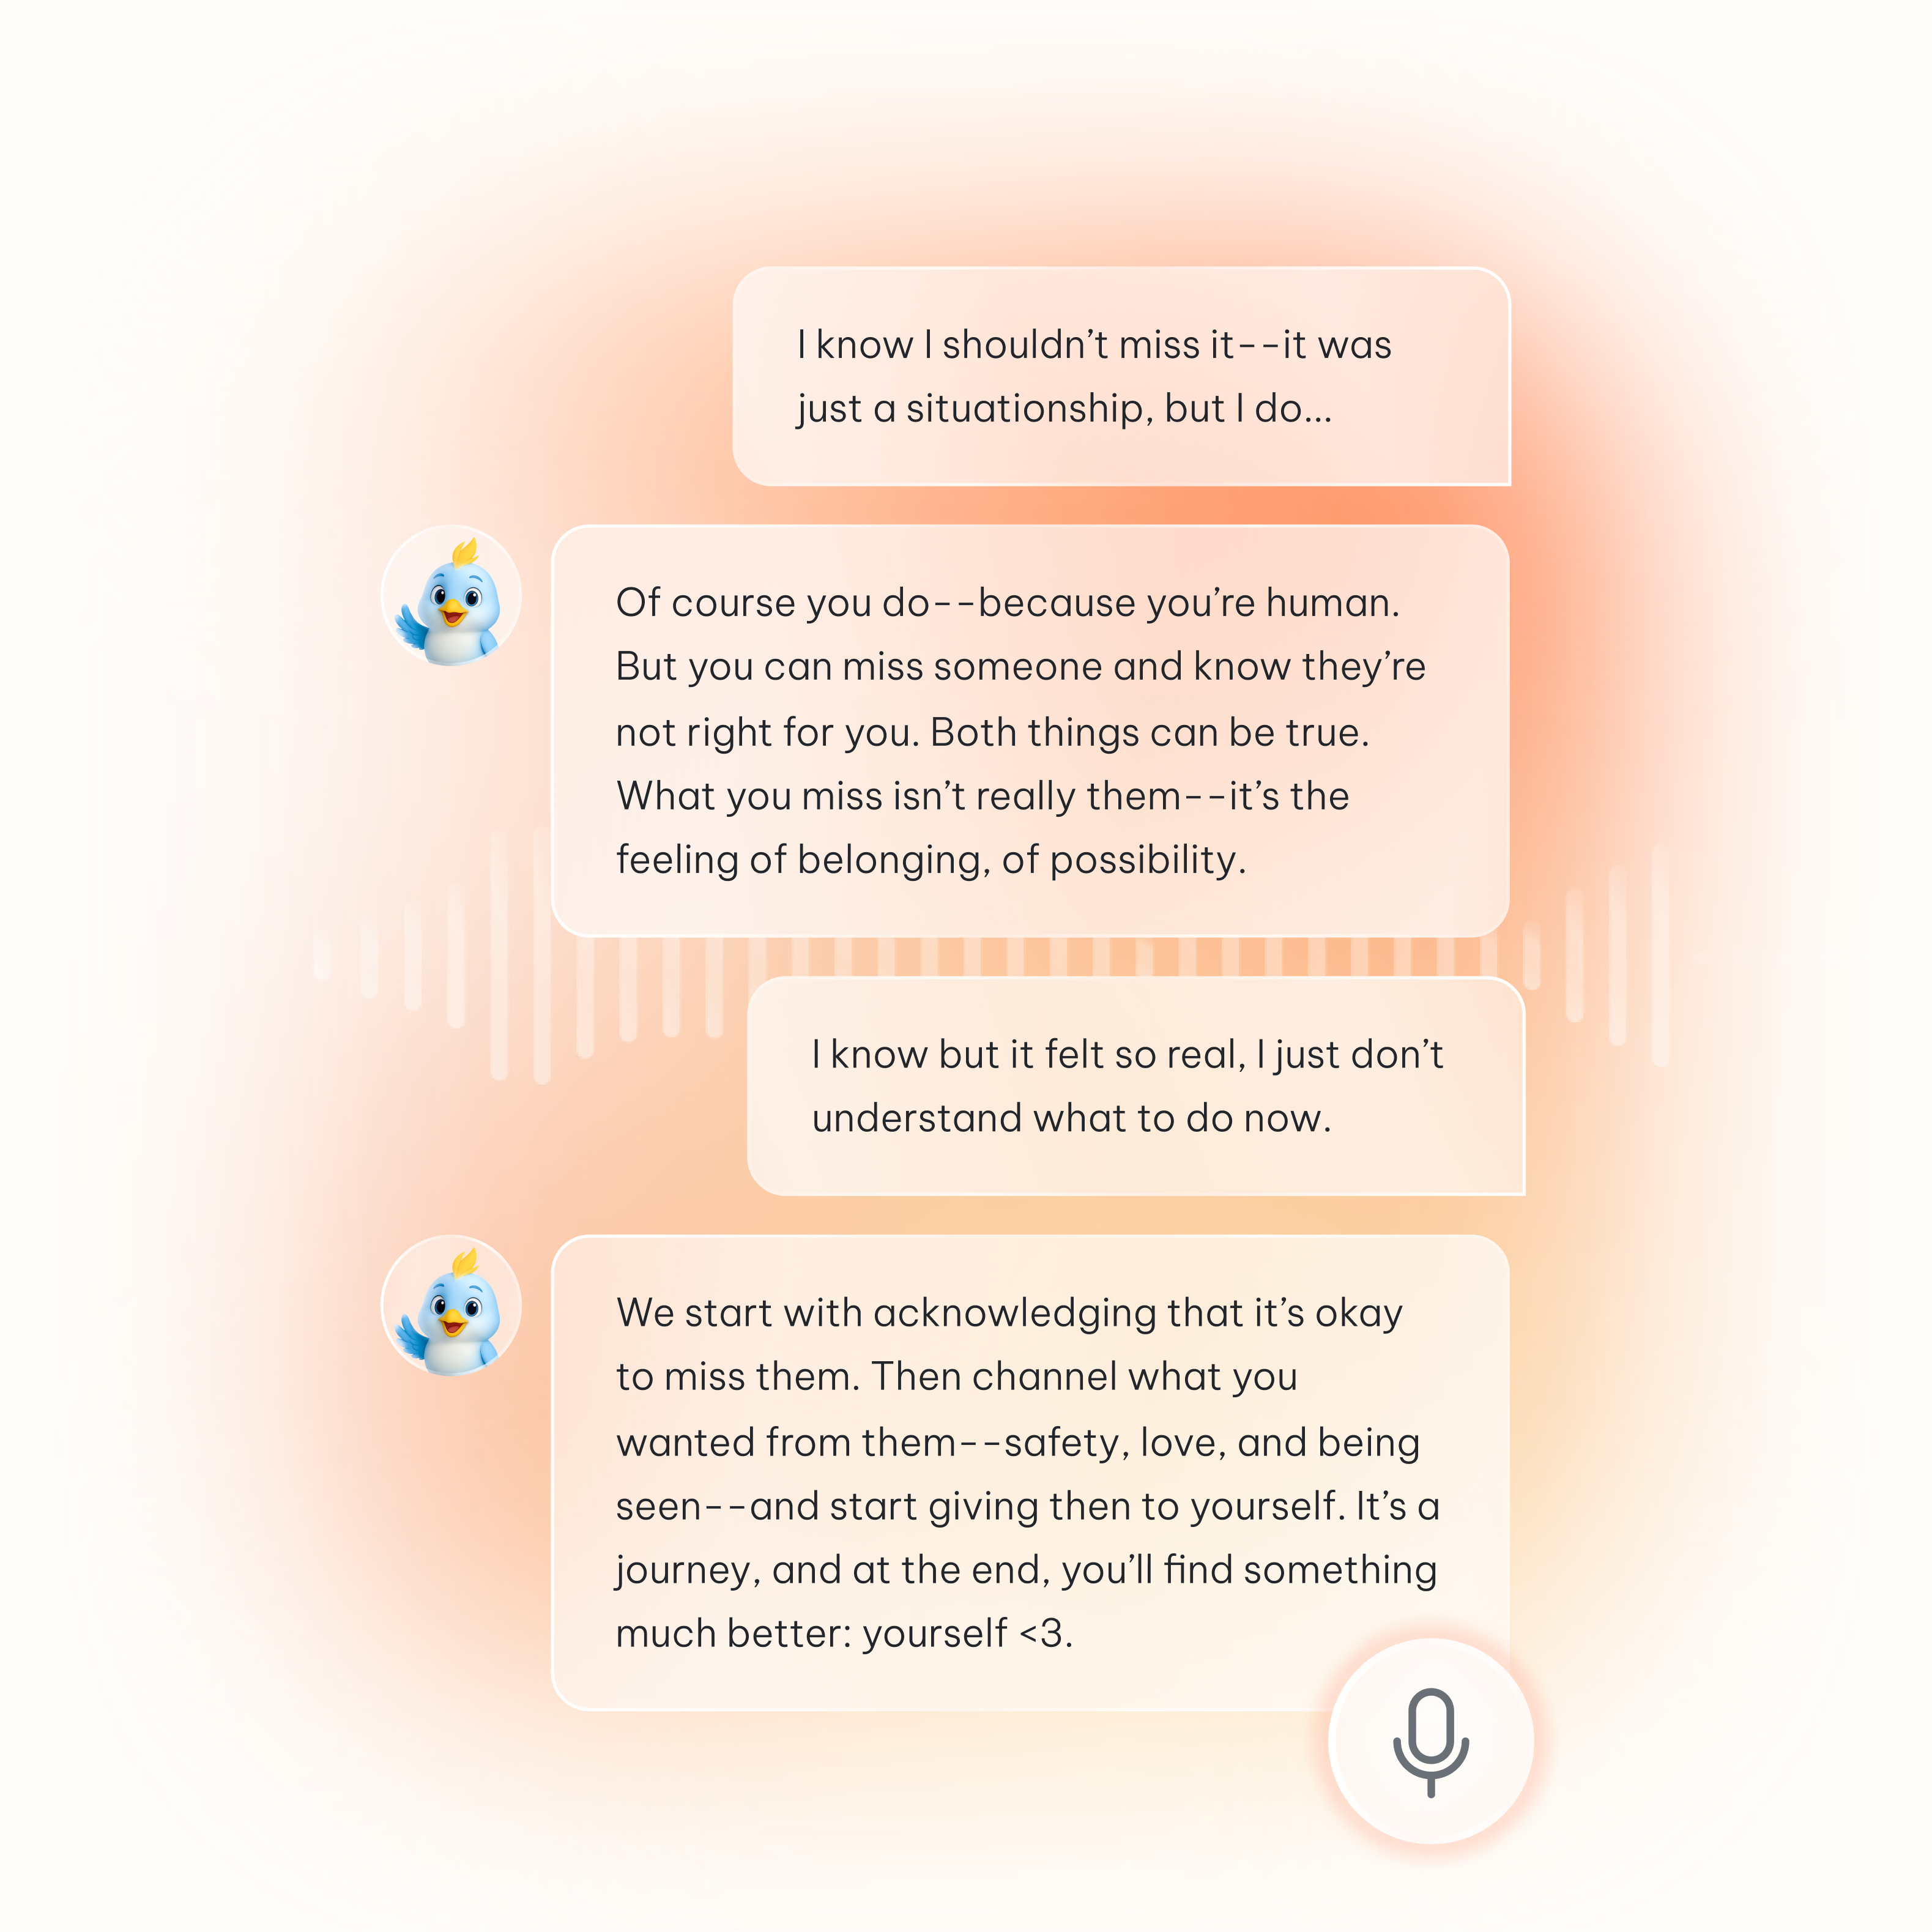 I know I shouldn’t miss it--it was
just a situationship, but I do...
Of course you do--because you’re human.
But you can miss someone and know they’re
not right for you. Both things can be true.
What you miss isn’t really them--it’s the
feeling of belonging, of possibility.
I know but it felt so real, I just don’t
understand what to do now.
We start with acknowledging that it’s okay
to miss them. Then channel what you
wanted from them--safety, love, and being
seen--and start giving then to yourself. It’s a
journey, and at the end, you’ll find something
much better: yourself <3.